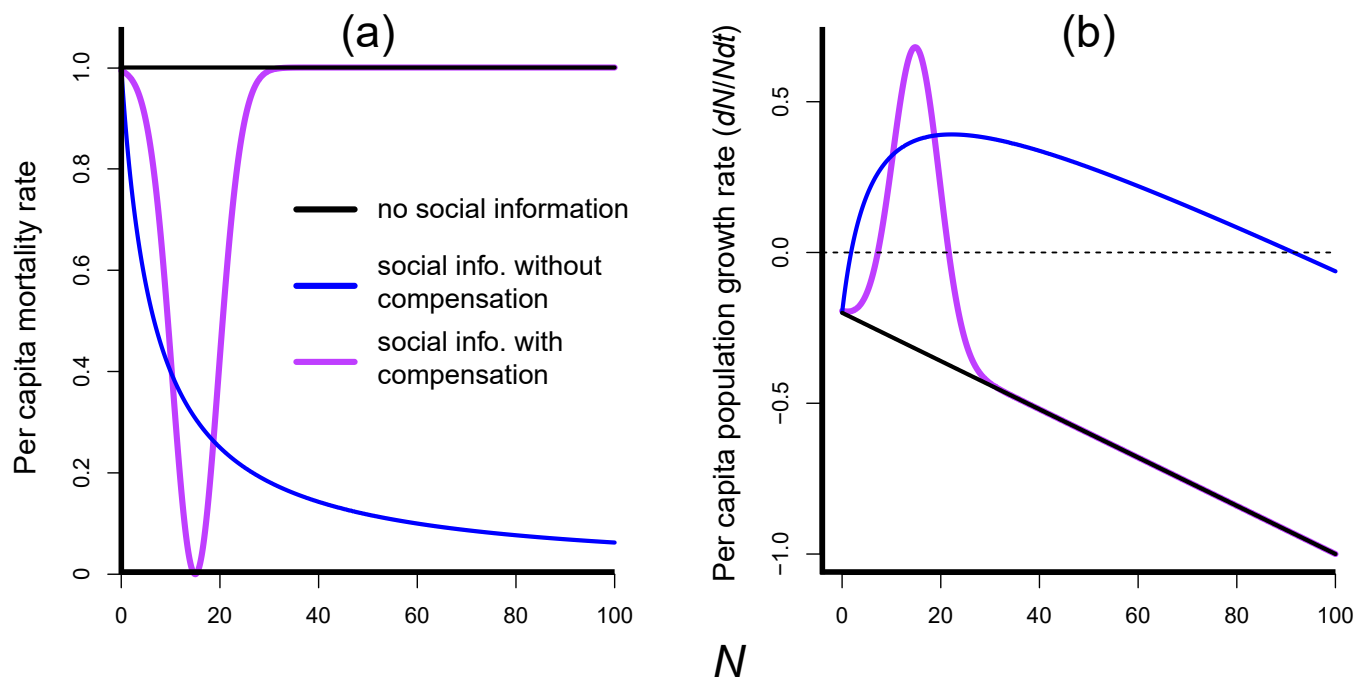 (a)
Per capita mortality rate
1.0
0.8
0.6
0.4
0.2
0
0 20 40 60 80 100
no social information
social info. without
compensation
social info. with
compensation
(b)
Per capita population growth rate (dN/Ndt)
0.5
0.0
−0.5
−1.0
0 20 40 60 80 100
N